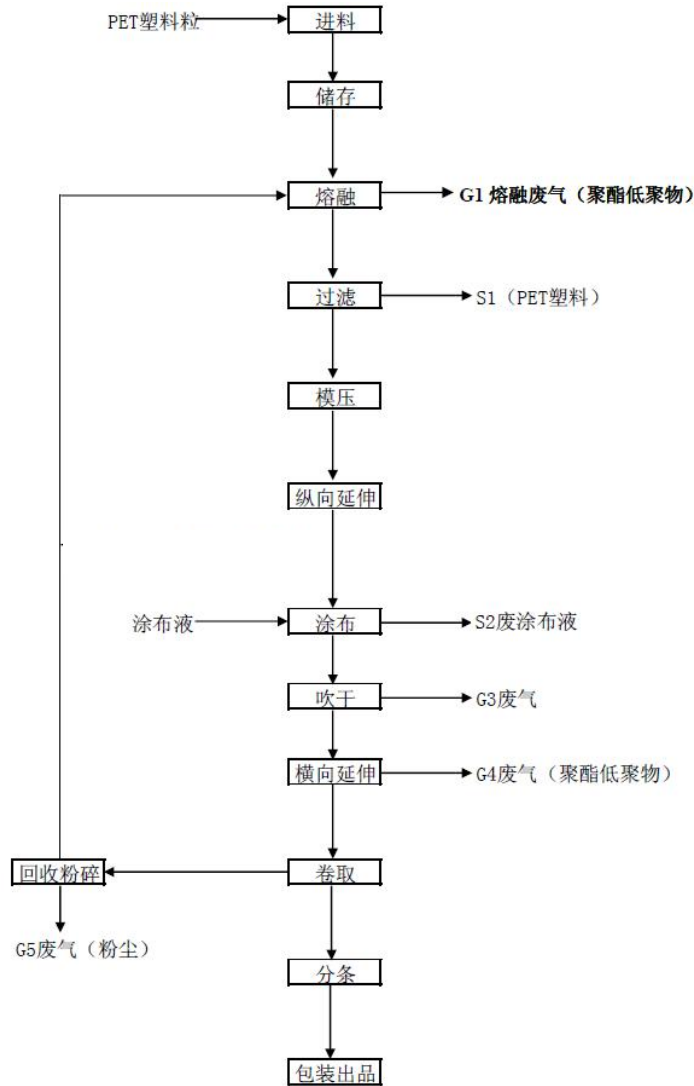 PET塑料粒
进料
储存
熔融
G1 熔融废气（聚酯低聚物）
过滤
S1（PET塑料）
模压
纵向延伸
涂布液
涂布
S2废涂布液
吹干
G3废气
横向延伸
G4废气（聚酯低聚物）
回收粉碎
卷取
G5废气（粉尘）
分条
包装出品